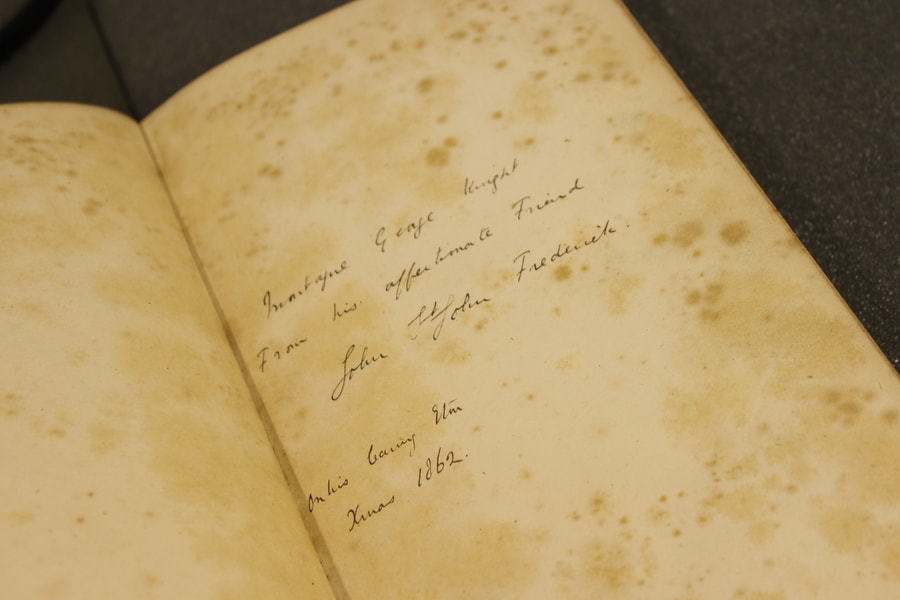 Montague George Knight
From his affectionate Friend
John St John Frederick.
On his leaving Eton
Xmas 1862.